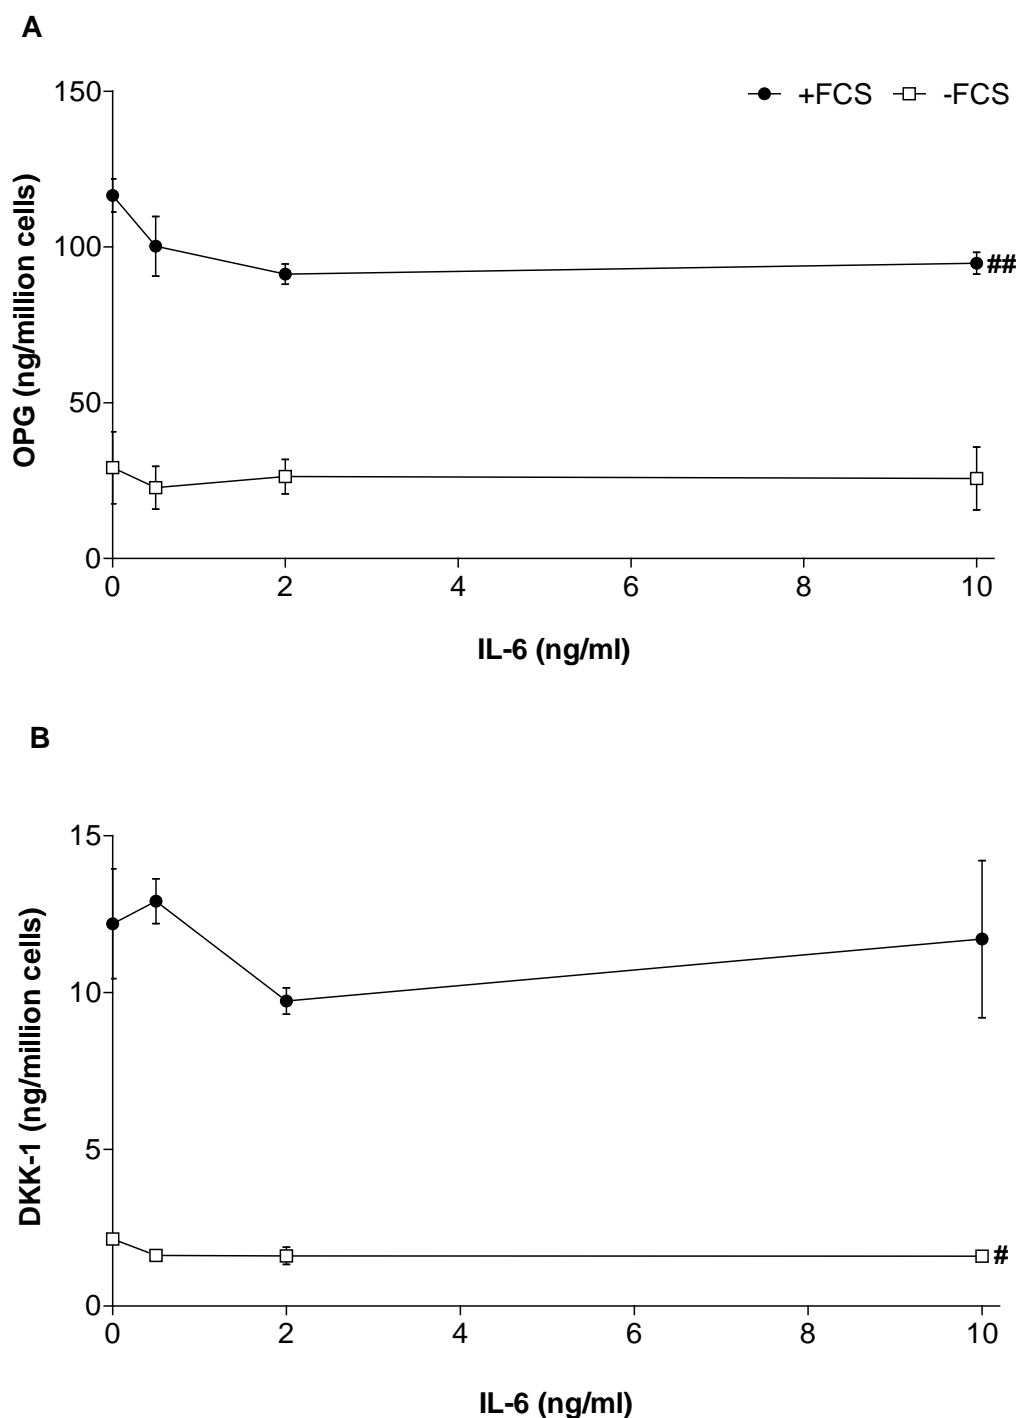 A
+FCS -FCS
150
100
50
0
OPG (ng/million cells)
##
0 2 4 6 8 10
IL-6 (ng/ml)
B
15
10
5
0
DKK-1 (ng/million cells)
#
0 2 4 6 8 10
IL-6 (ng/ml)